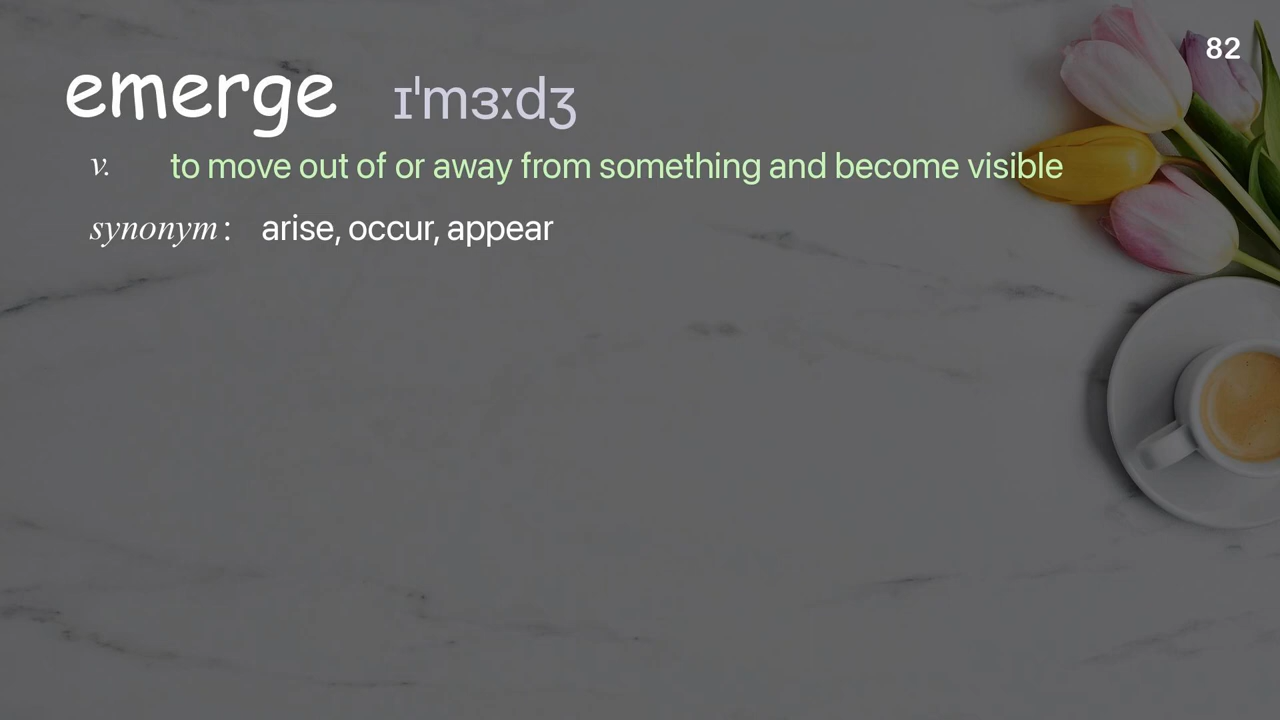 82
emerge ɪˈmɜːdʒ
v. to move out of or away from something and become visible
synonym : arise, occur, appear